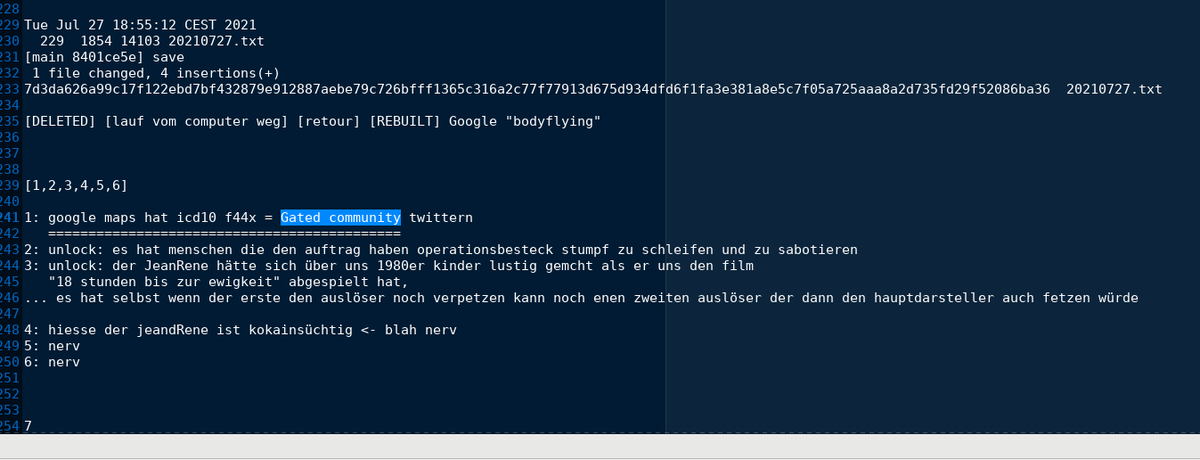 228
229 Tue Jul 27 18:55:12 CEST 2021
230   229  1854 14103 20210727.txt
231 [main 8401ce5e] save
232  1 file changed, 4 insertions(+)
233 7d3da626a99c17f122ebd7bf432879e912887aebe79c726bfff1365c316a2c77f77913d675d934dfd6f1fa3e381a8e5c7f05a725aaa8a2d735fd29f52086ba36  20210727.txt
234
235 [DELETED] [lauf vom computer weg] [retour] [REBUILT] Google "bodyflying"
236
237
238
239 [1,2,3,4,5,6]
240
241 1: google maps hat icd10 f44x = Gated community twittern
242    ============================================
243 2: unlock: es hat menschen die den auftrag haben operationsbesteck stumpf zu schleifen und zu sabotieren
244 3: unlock: der JeanRene hätte sich über uns 1980er kinder lustig gemcht als er uns den film
245    "18 stunden bis zur ewigkeit" abgespielt hat,
246 ... es hat selbst wenn der erste den auslöser noch verpetzen kann noch enen zweiten auslöser der dann den hauptdarsteller auch fetzen würde
247
248 4: hiesse der jeandRene ist kokainsüchtig <- blah nerv
249 5: nerv
250 6: nerv
251
252
253
254 7